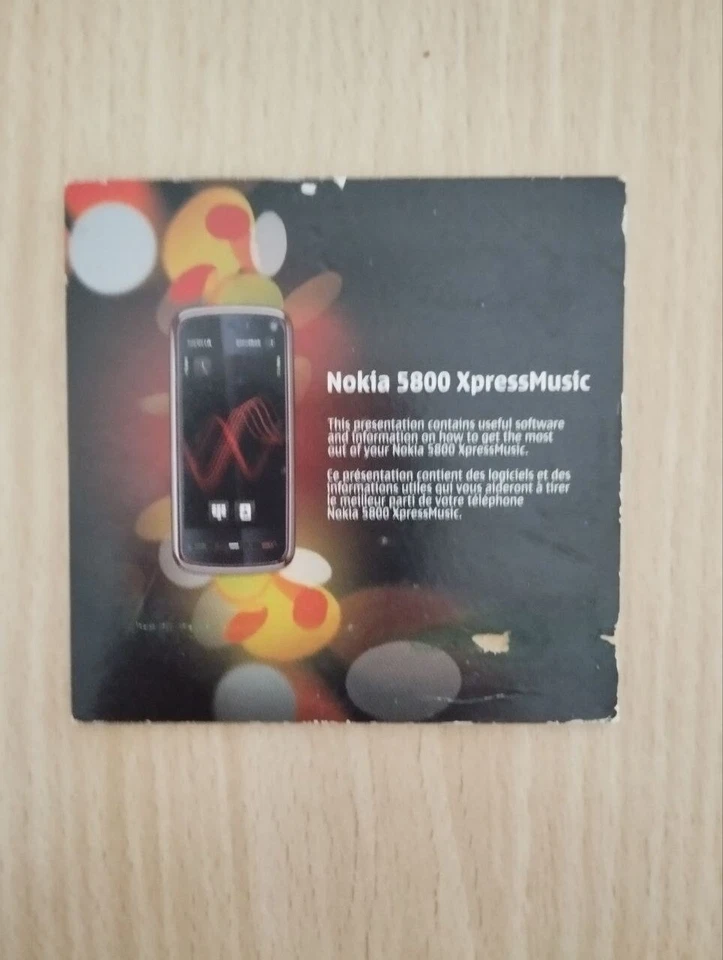 Nokia 5800 XpressMusic
This presentation contains useful software
and information on how to get the most
out of your Nokia 5800 XpressMusic.
Ce présentation contient des logiciels et des
informations utiles qui vous aideront à tirer
le meilleur parti de votre téléphone
Nokia 5800 XpressMusic.